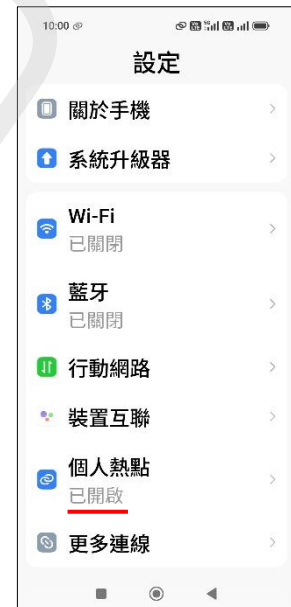 10:00
設定
關於手機
系統升級器
Wi-Fi
已關閉
藍牙
已關閉
行動網路
裝置互聯
個人熱點
已開啟
更多連線